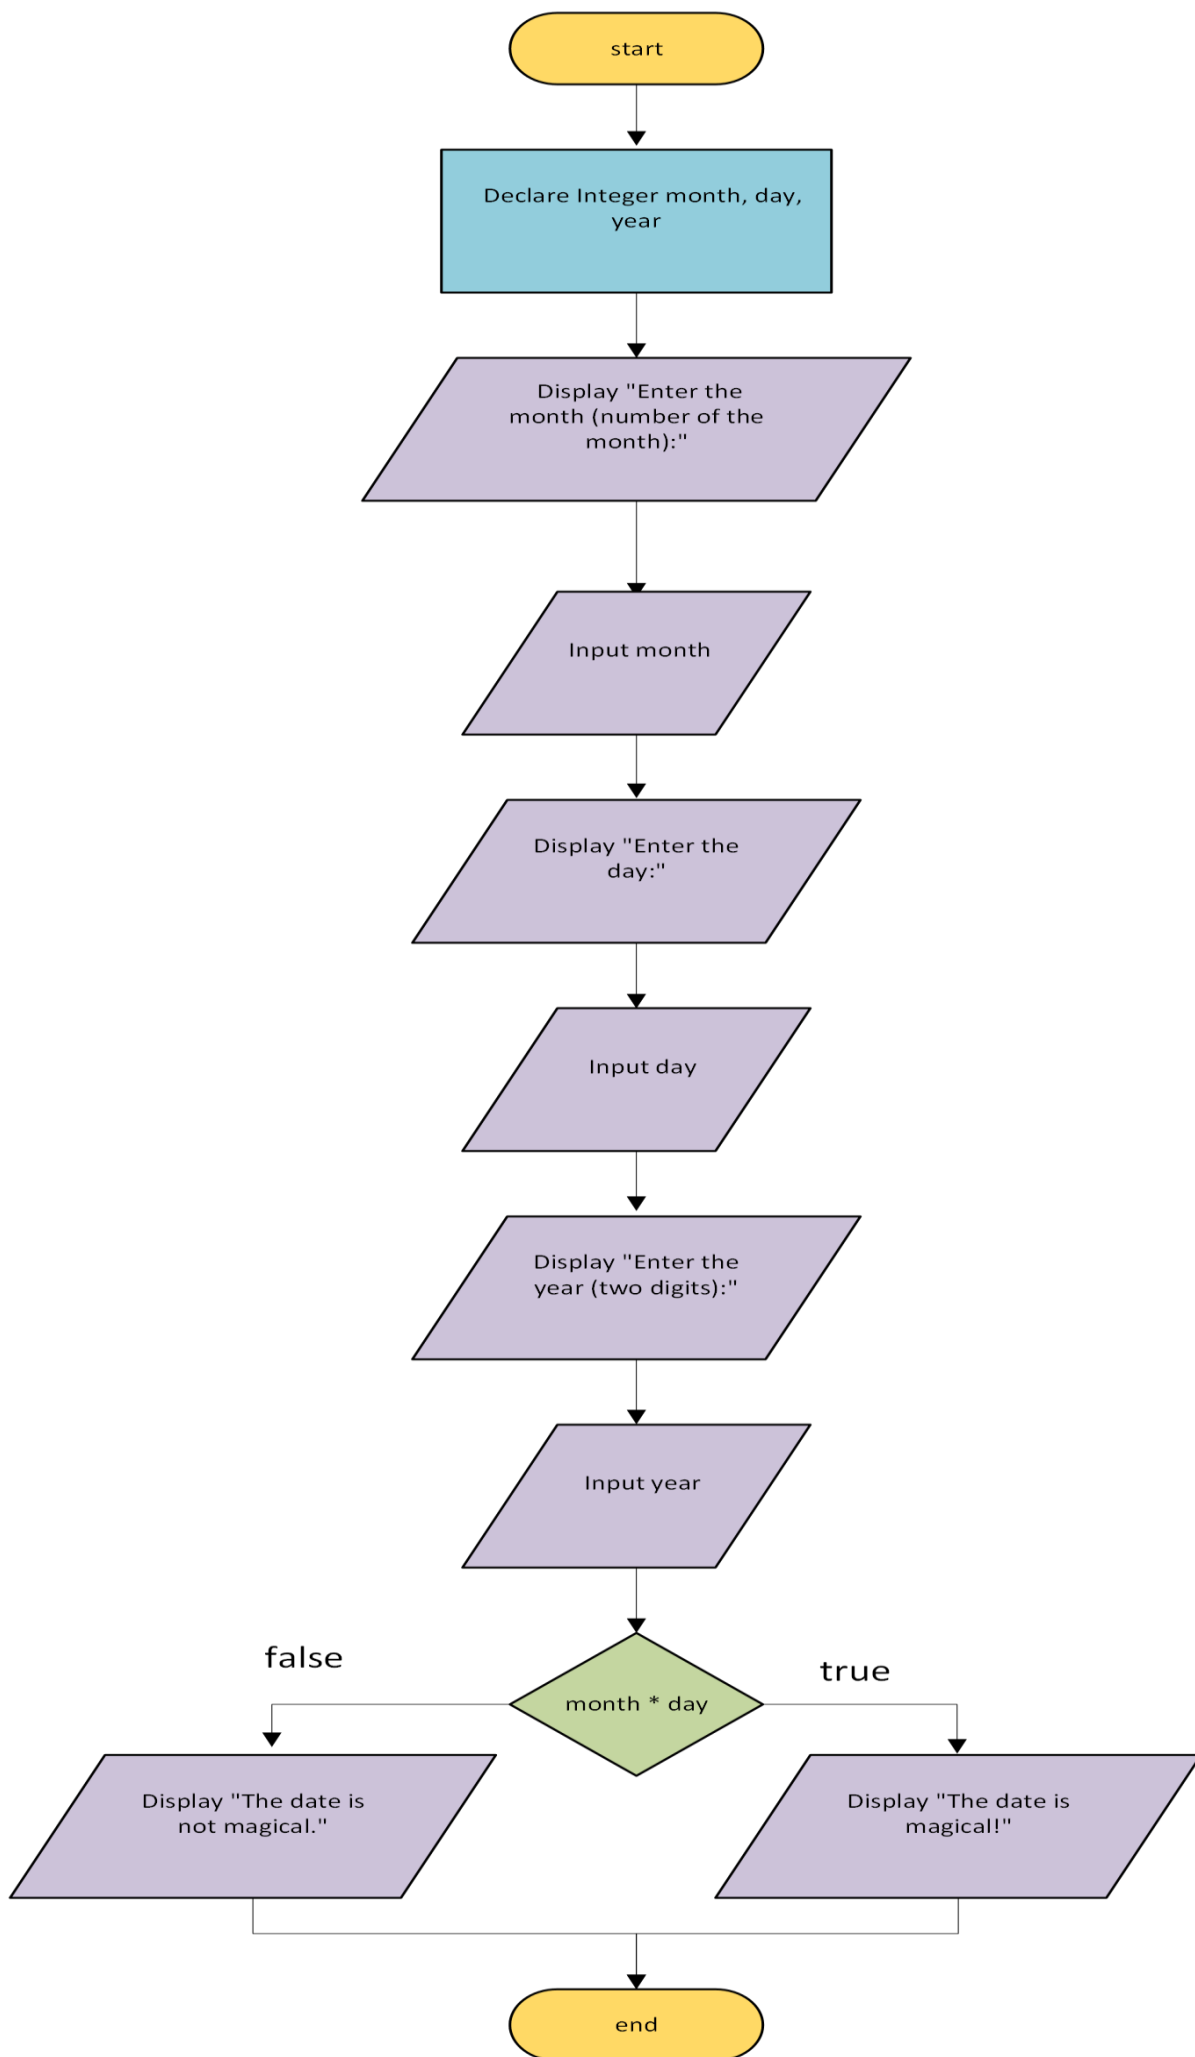 start
Declare Integer month, day,
year
Display "Enter the
month (number of the
month):"
Input month
Display "Enter the
day:"
Input day
Display "Enter the
year (two digits):"
Input year
false
true
month * day
Display "The date is
not magical."
Display "The date is
magical!"
end